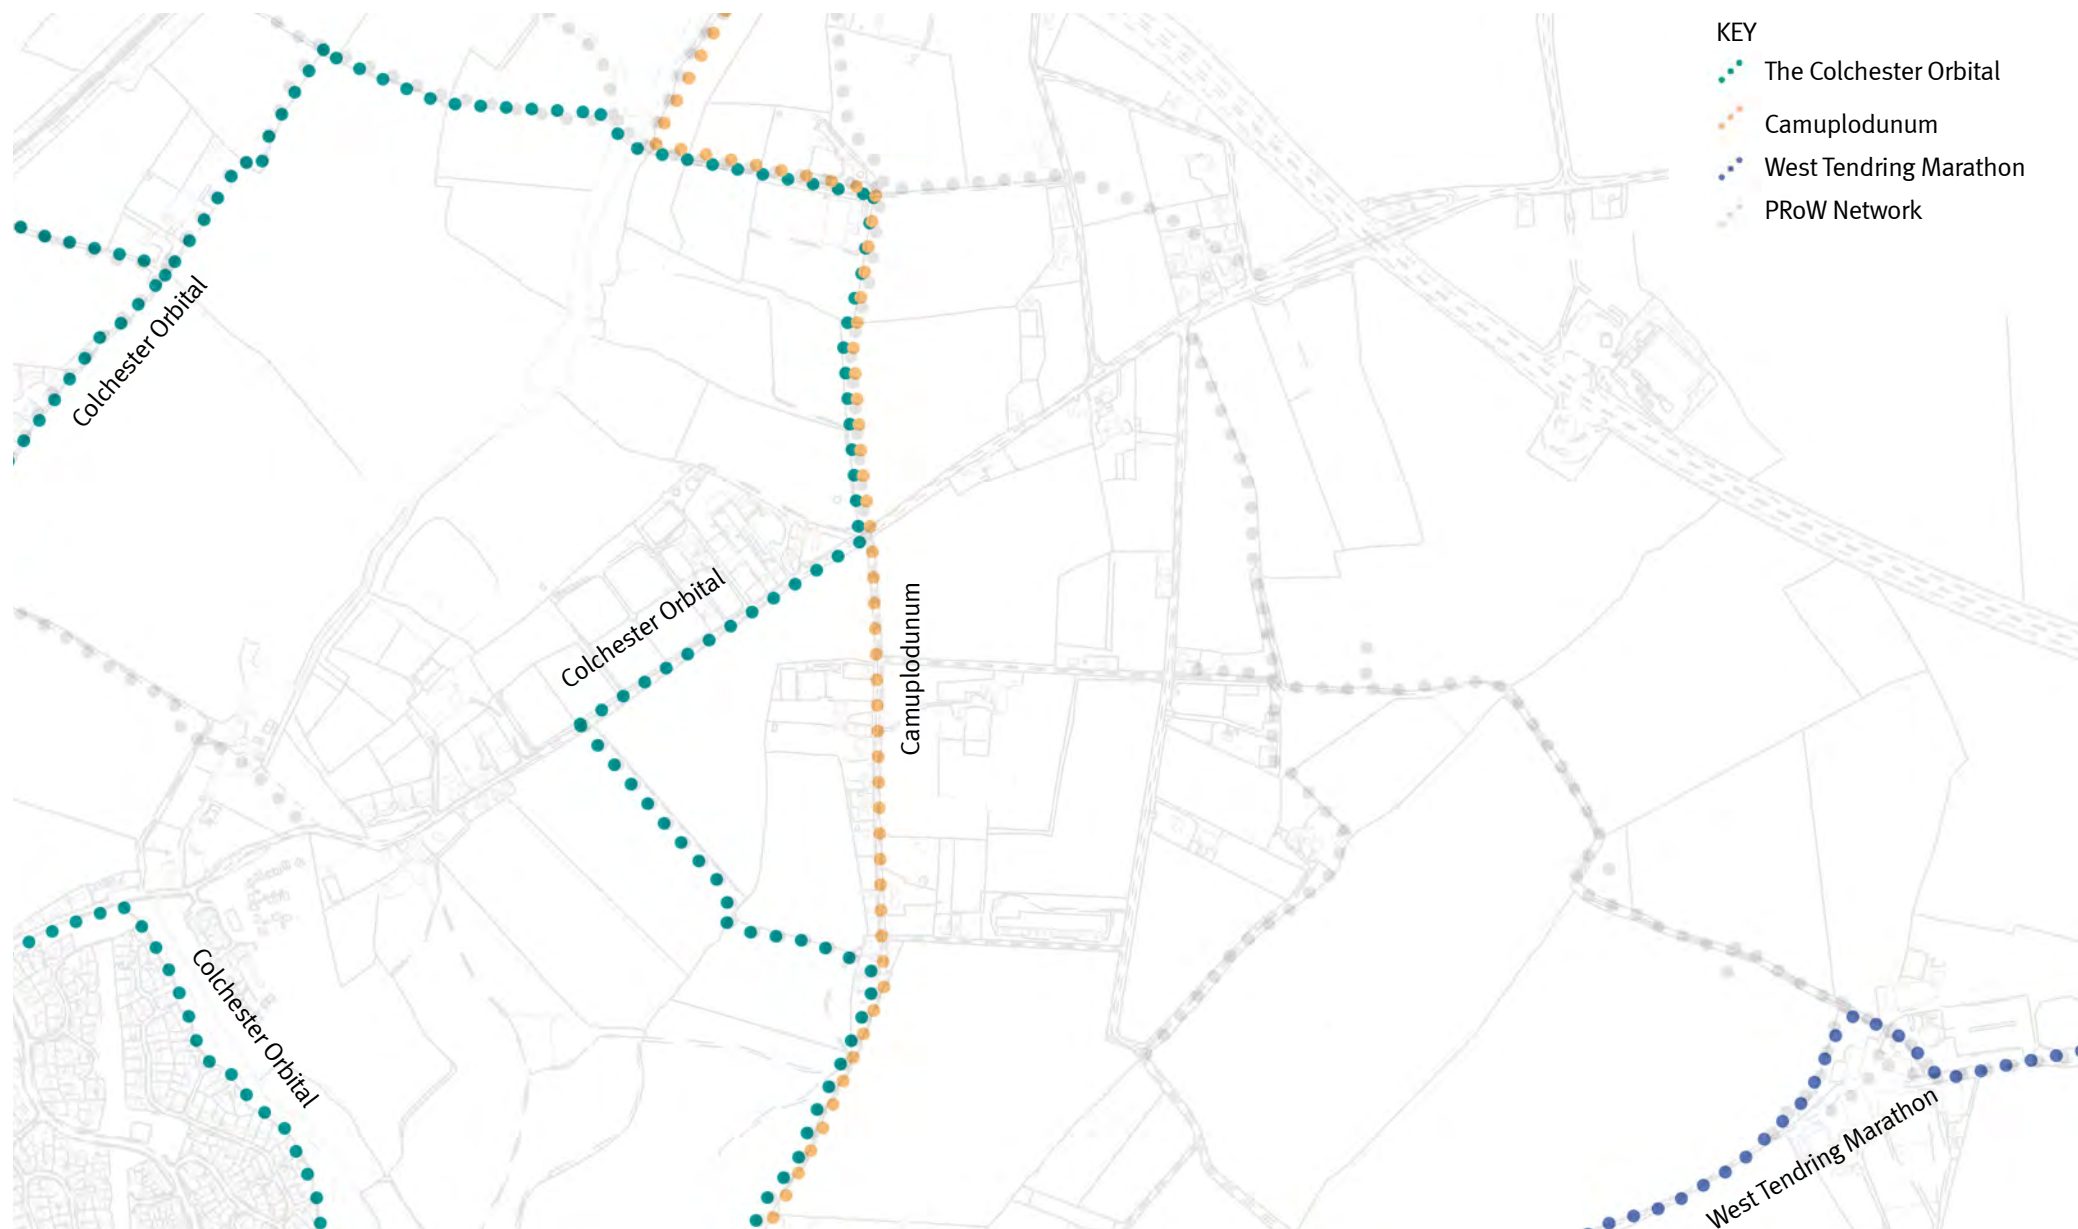 KEY
The Colchester Orbital
Camuplodunum
West Tendring Marathon
PRoW Network
Colchester Orbital
Colchester Orbital
Camuplodunum
Colchester Orbital
West Tendring Marathon